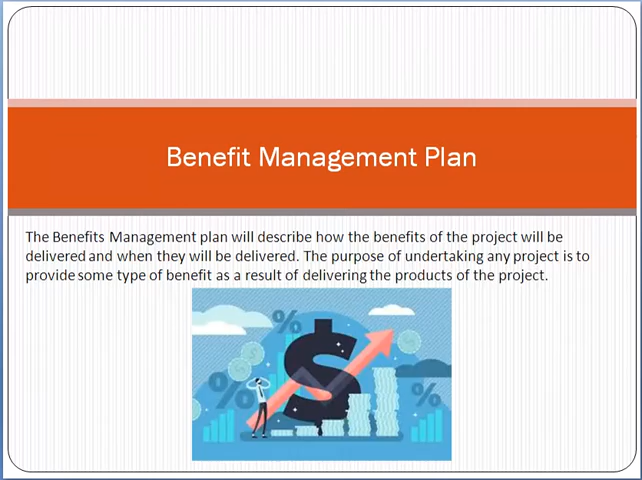 Benefit Management Plan
The Benefits Management plan will describe how the benefits of the project will be
delivered and when they will be delivered. The purpose of undertaking any project is to
provide some type of benefit as a result of delivering the products of the project.
% $
% %